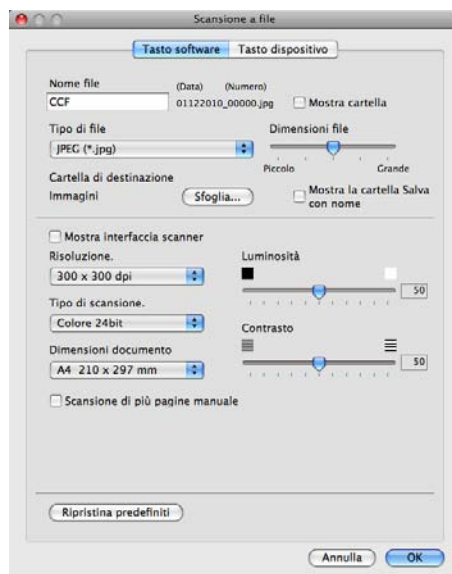 Scansione a file
Tasto software Tasto dispositivo
Nome file (Data) (Numero)
CCF 01122010_00000.jpg Mostra cartella
Tipo di file Dimensioni file
JPEG (*.jpg)
Piccolo Grande
Cartella di destinazione
Immagini Sfoglia... Mostra la cartella Salva
con nome
Mostra interfaccia scanner
Risoluzione. Luminosità
300 x 300 dpi
50
Tipo di scansione.
Colore 24bit
Contrasto
Dimensioni documento
A4 210 x 297 mm 50
Scansione di più pagine manuale
Ripristina predefiniti
Annulla OK